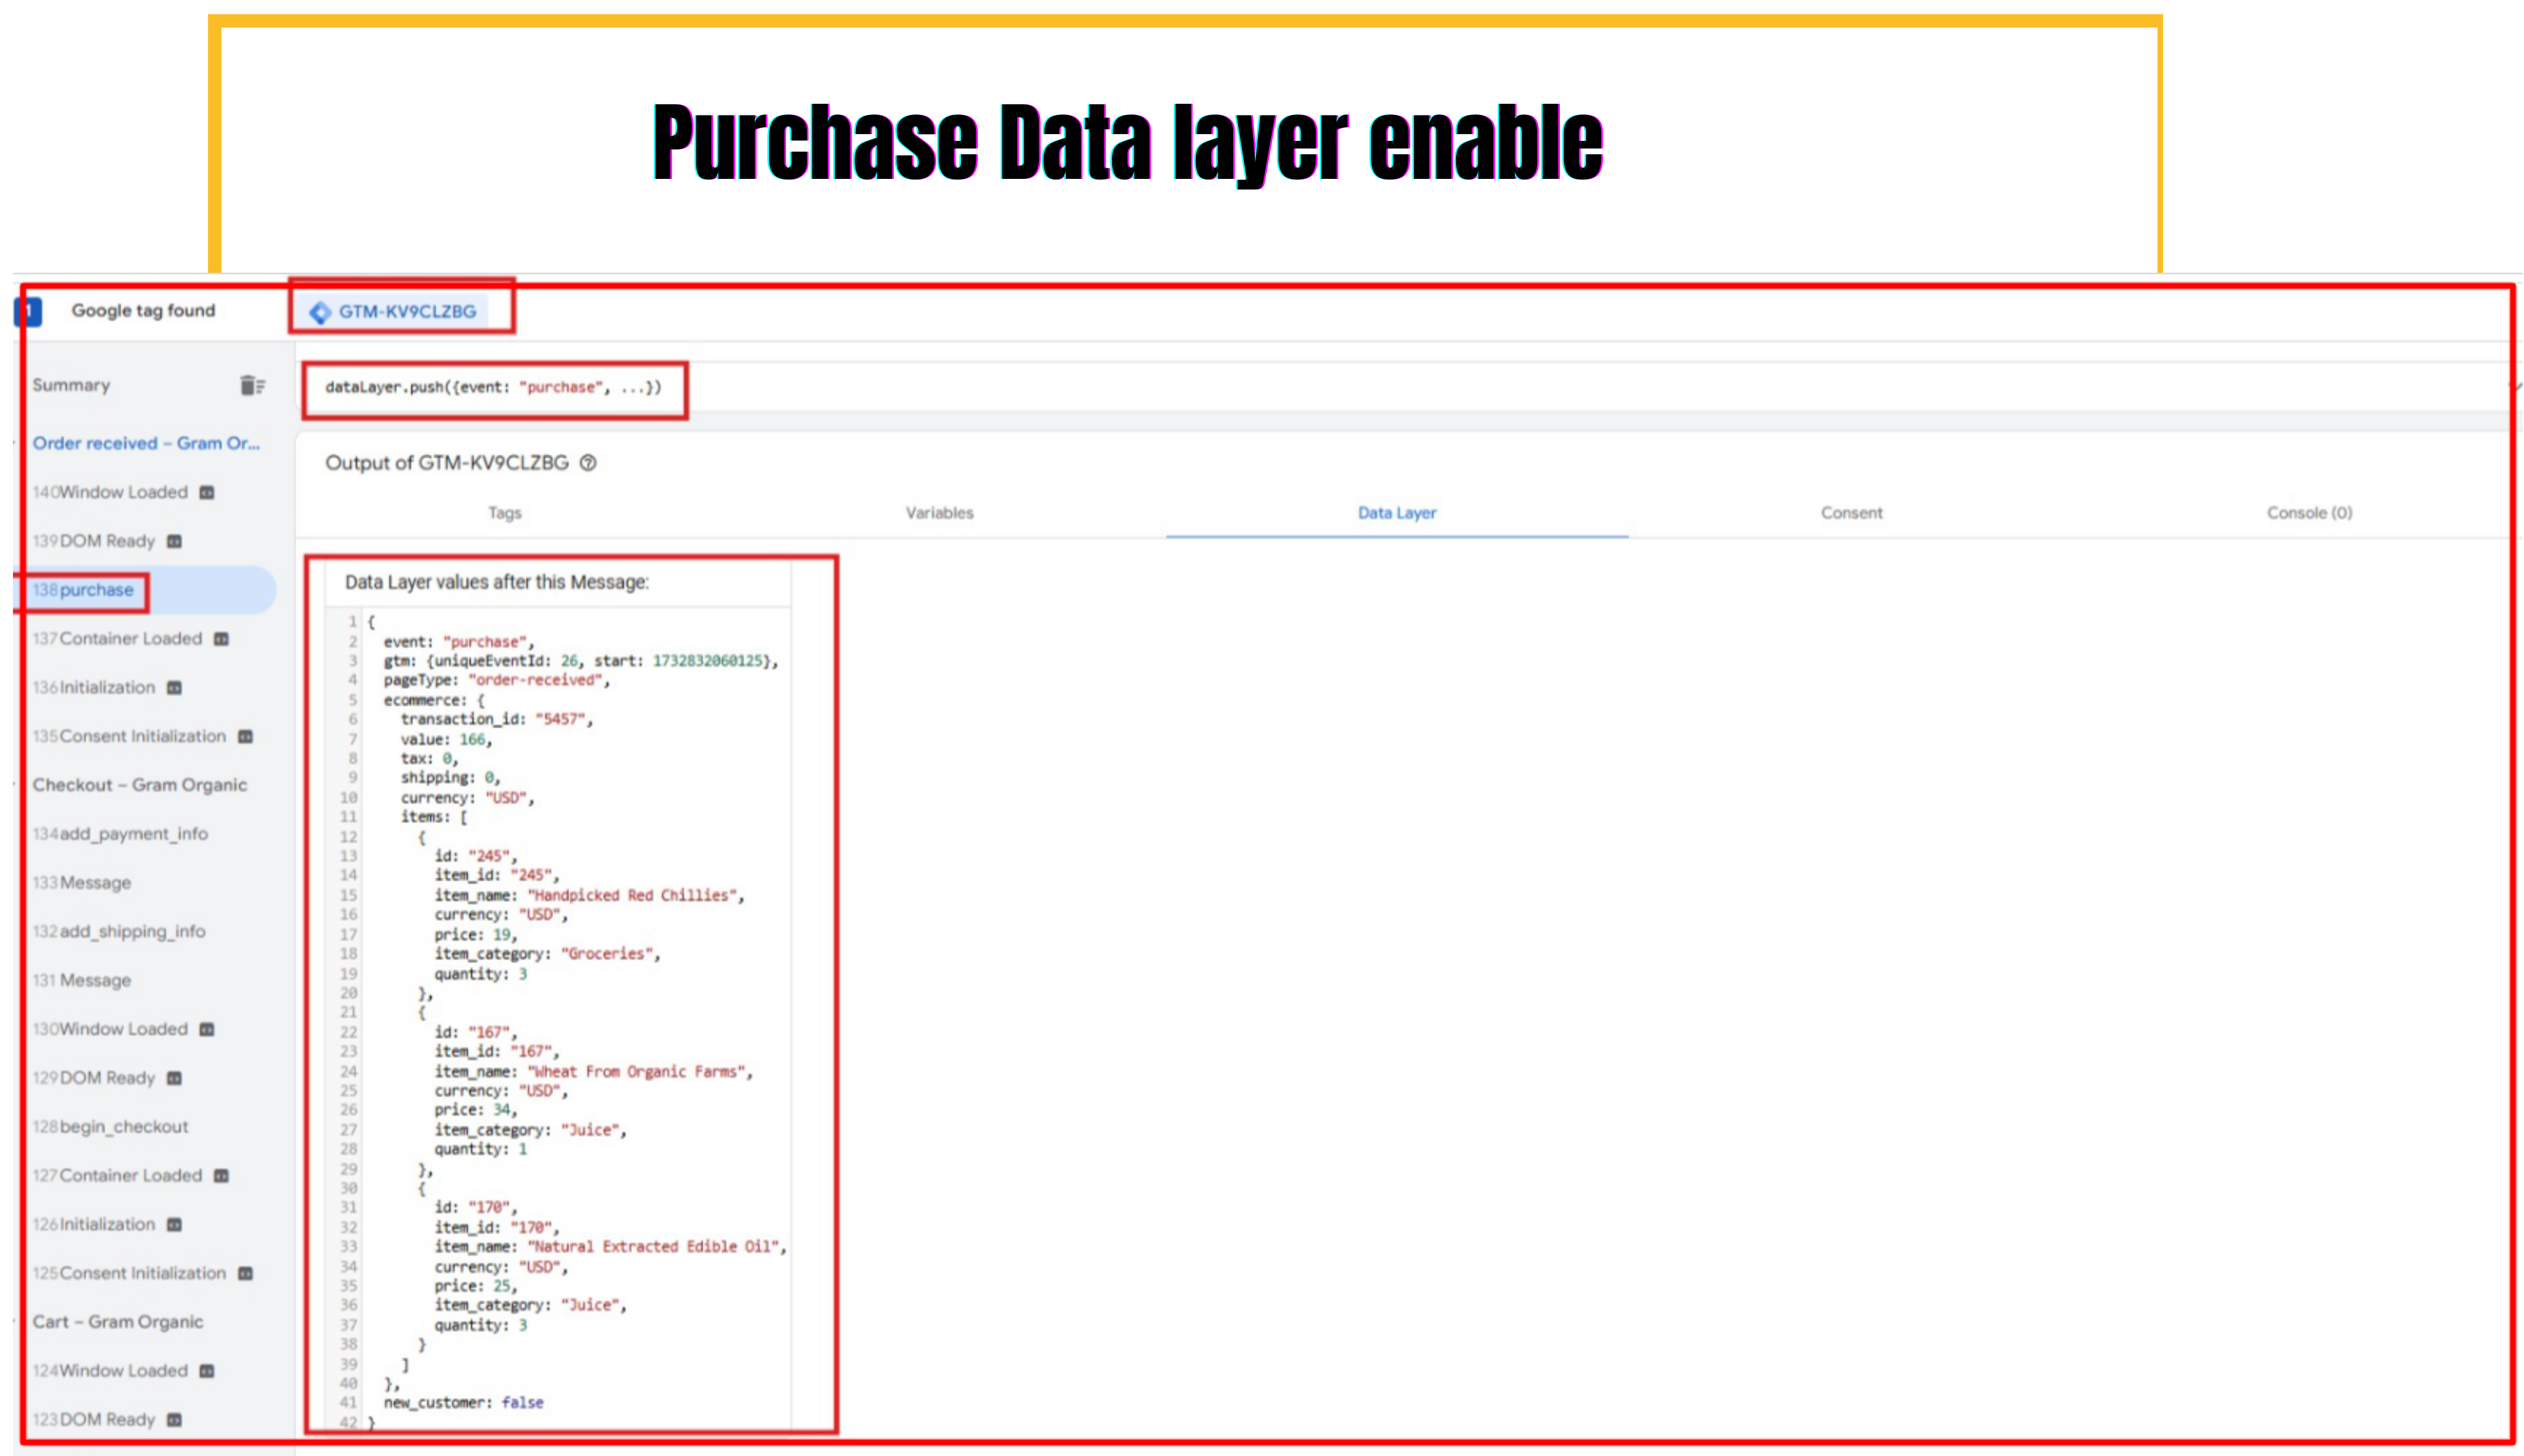 Purchase Data layer enable
Google tag found
GTM-KV9CLZBG
Summary
dataLayer.push({event: "purchase", ...})
Order received – Gram Or...
140 Window Loaded
139 DOM Ready
138 purchase
137 Container Loaded
136 Initialization
135 Consent Initialization
Checkout – Gram Organic
134 add_payment_info
133 Message
132 add_shipping_info
131 Message
130 Window Loaded
129 DOM Ready
128 begin_checkout
127 Container Loaded
126 Initialization
125 Consent Initialization
Cart – Gram Organic
124 Window Loaded
123 DOM Ready
Output of GTM-KV9CLZBG
Tags Variables Data Layer Consent Console (0)
Data Layer values after this Message:
1 {
2 event: "purchase",
3 gtm: {uniqueEventId: 26, start: 1732832060125},
4 pageType: "order-received",
5 ecommerce: {
6 transaction_id: "5457",
7 value: 166,
8 tax: 0,
9 shipping: 0,
10 currency: "USD",
11 items: [
12 {
13 id: "245",
14 item_id: "245",
15 item_name: "Handpicked Red Chillies",
16 currency: "USD",
17 price: 19,
18 item_category: "Groceries",
19 quantity: 3
20 },
21 {
22 id: "167",
23 item_id: "167",
24 item_name: "Wheat From Organic Farms",
25 currency: "USD",
26 price: 34,
27 item_category: "Juice",
28 quantity: 1
29 },
30 {
31 id: "170",
32 item_id: "170",
33 item_name: "Natural Extracted Edible Oil",
34 currency: "USD",
35 price: 25,
36 item_category: "Juice",
37 quantity: 3
38 }
39 ]
40 },
41 new_customer: false
42 }